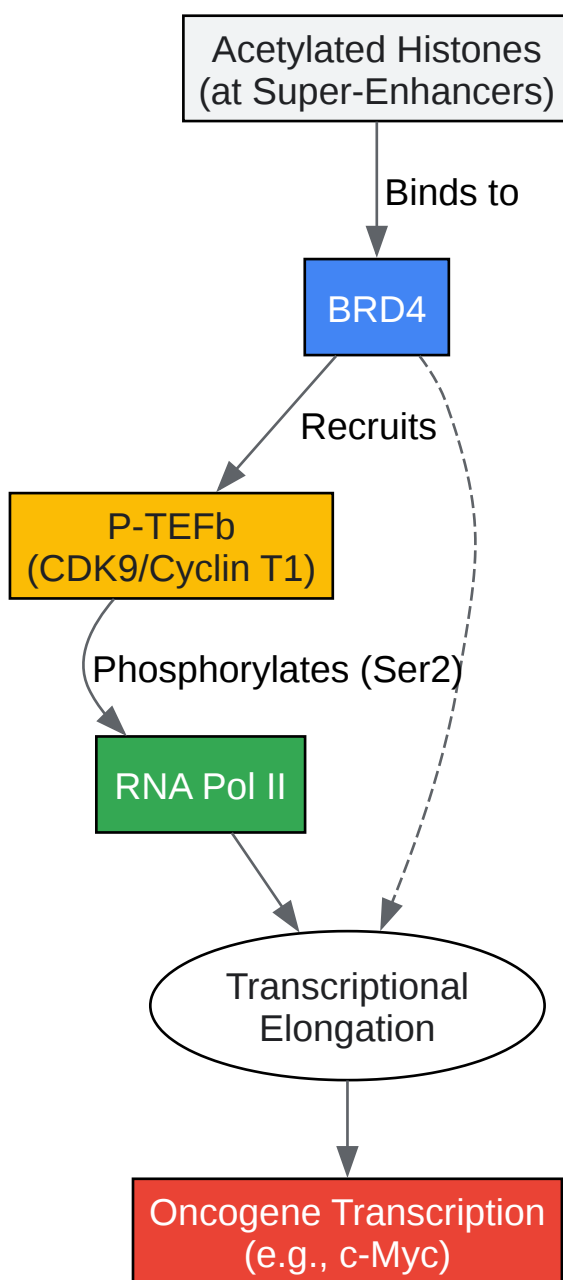 Acetylated Histones
(at Super-Enhancers)
Binds to
BRD4
Recruits
P-TEFb
(CDK9/Cyclin T1)
Phosphorylates (Ser2)
RNA Pol II
Transcriptional
Elongation
Oncogene Transcription
(e.g., c-Myc)